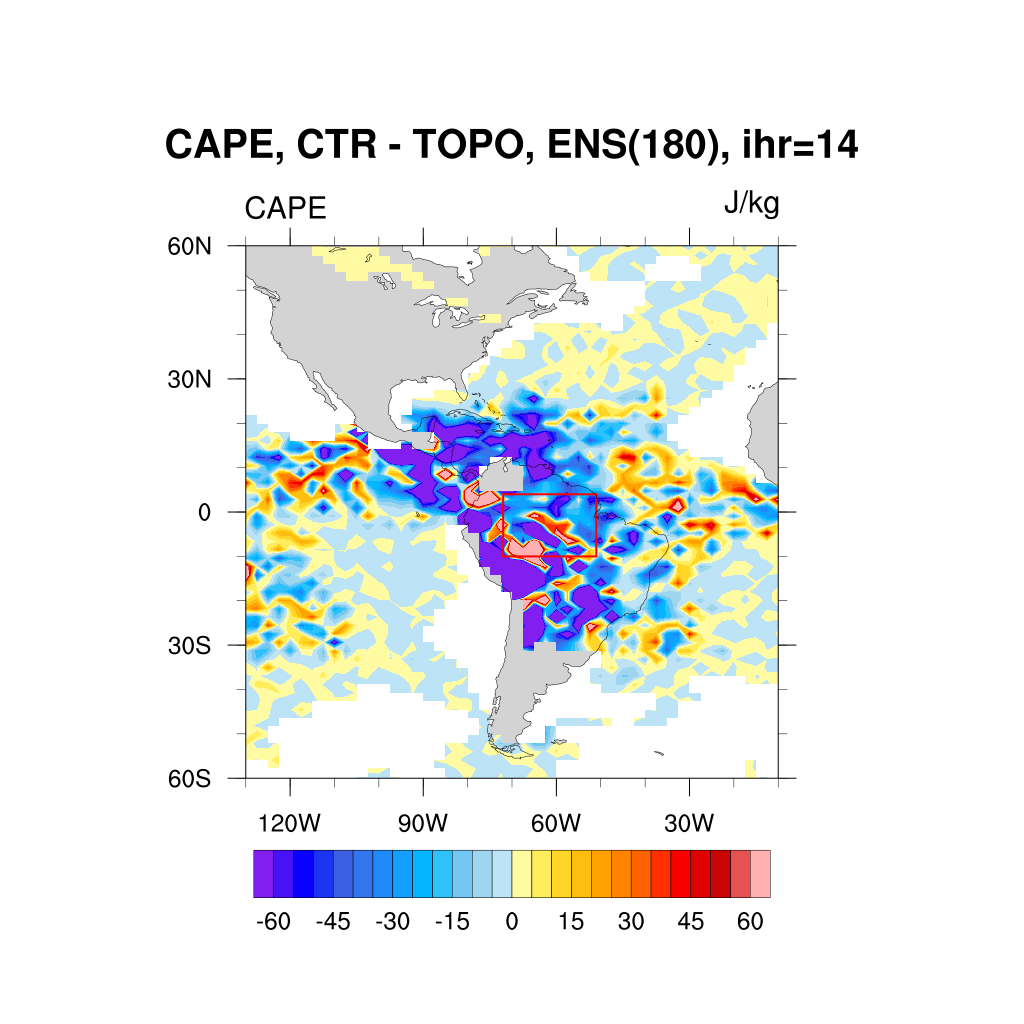 CAPE, CTR - TOPO, ENS(180), ihr=14
CAPE J/kg
60N
30N
0
30S
60S
120W 90W 60W 30W
-60 -45 -30 -15 0 15 30 45 60